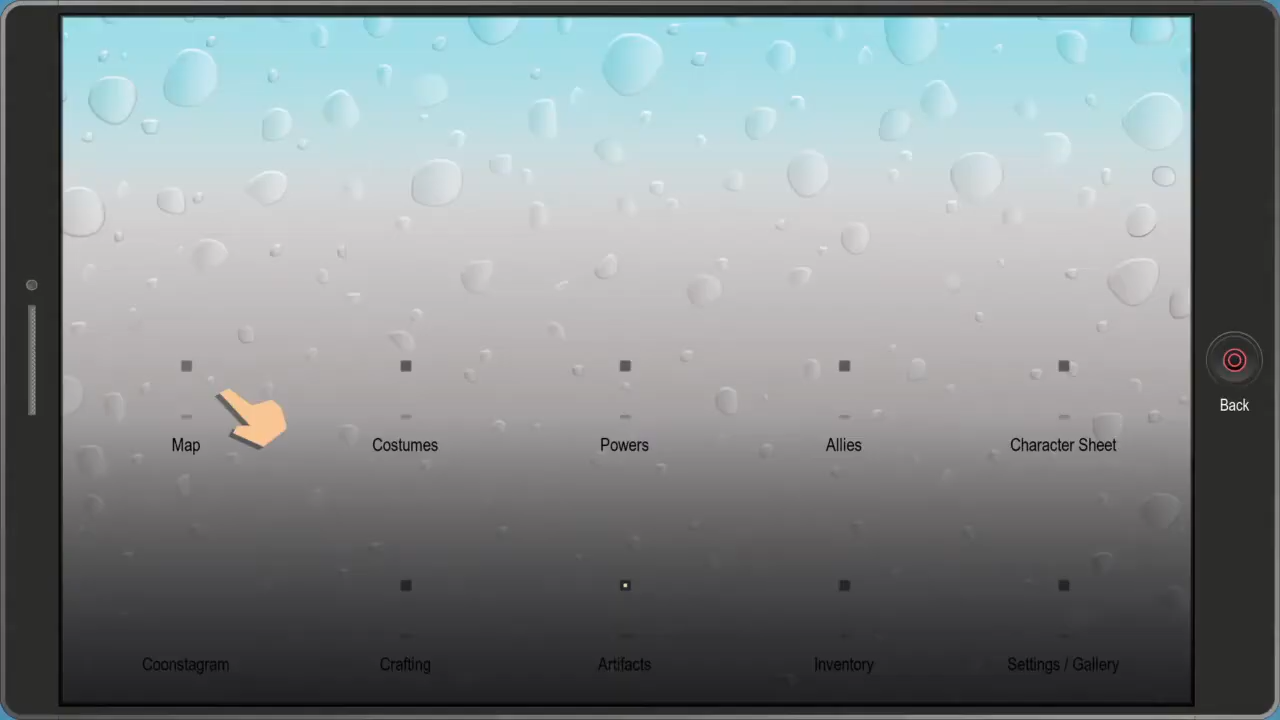 Map
Costumes
Powers
Allies
Character Sheet
Back
Coonstagram
Crafting
Artifacts
Inventory
Settings / Gallery